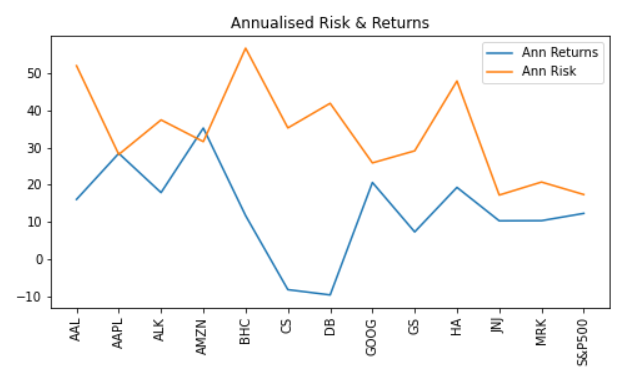 Annualised Risk & Returns
Ann Returns
Ann Risk
50
40
30
20
10
0
−10
AAL
AAPL
ALK
AMZN
BHC
CS
DB
GOOG
GS
HA
JNJ
MRK
S&P500